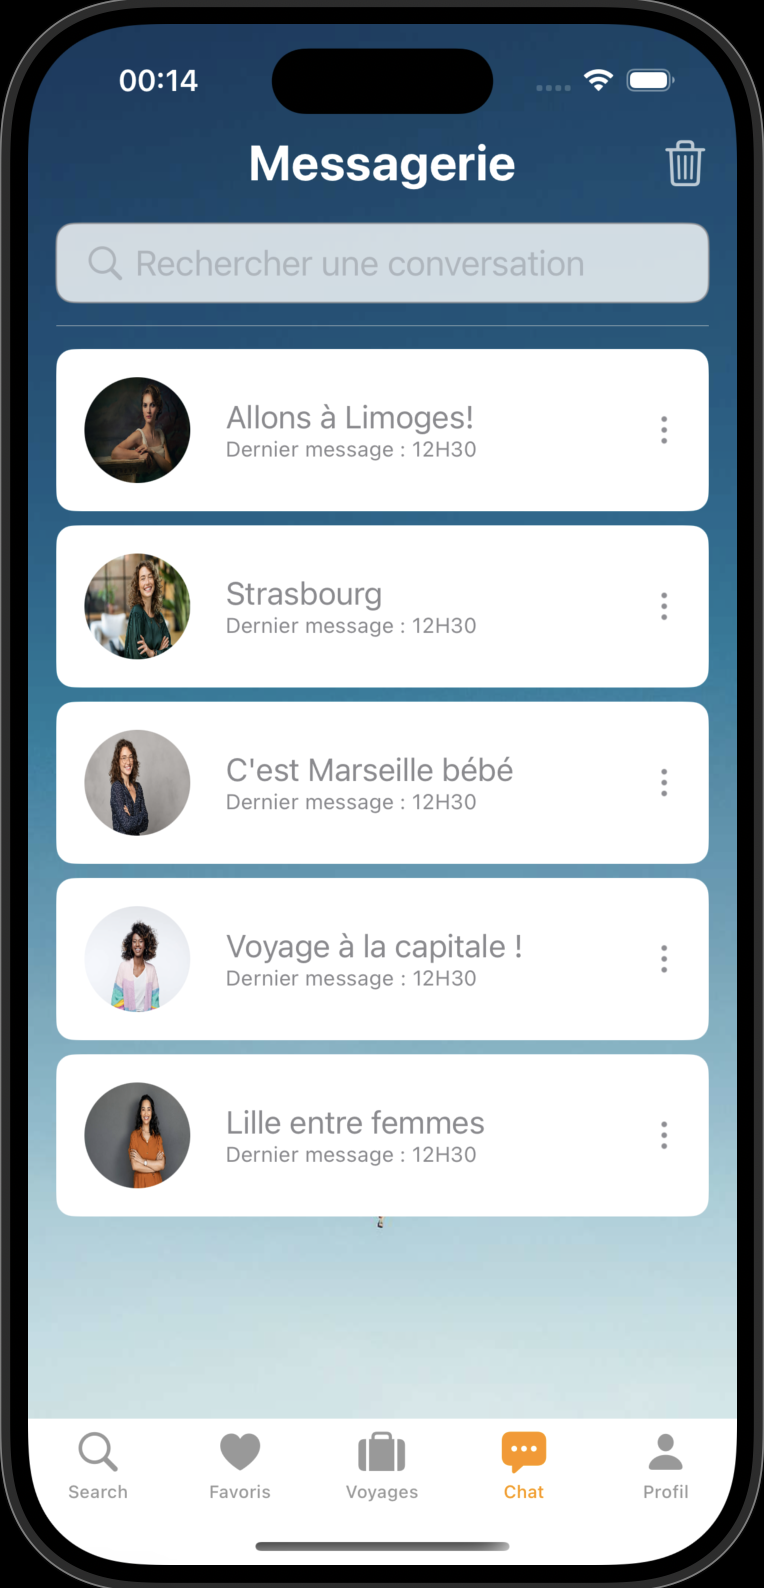 00:14
Messagerie
Rechercher une conversation
Allons à Limoges!
Dernier message : 12H30
Strasbourg
Dernier message : 12H30
C'est Marseille bébé
Dernier message : 12H30
Voyage à la capitale !
Dernier message : 12H30
Lille entre femmes
Dernier message : 12H30
Search
Favoris
Voyages
Chat
Profil